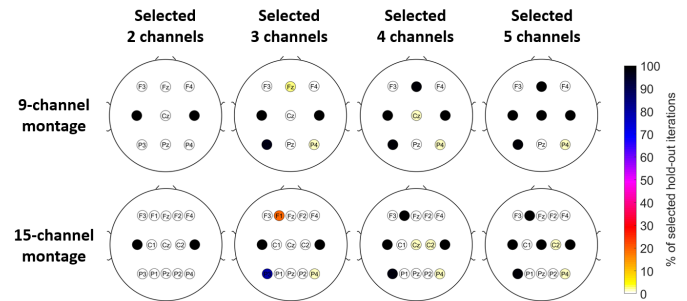 Selected Selected Selected Selected
2 channels 3 channels 4 channels 5 channels
9-channel
montage
F3 Fz F4 F3 Fz F4 F3 F4 F3 F4
Cz Cz Cz
P3 Pz P4 Pz P4 Pz P4 Pz P4
15-channel
montage
F3 F1 Fz F2 F4 F3 F1 Fz F2 F4 F3 Fz F2 F4 F3 Fz F2 F4
C1 Cz C2 C1 Cz C2 C1 Cz C2 C1 C2
P3 P1 Pz P2 P4 P1 Pz P2 P4 P1 Pz P2 P4 P1 Pz P2 P4
100
90
80
70
60
50
40
30
20
10
0
% of selected hold-out iterations